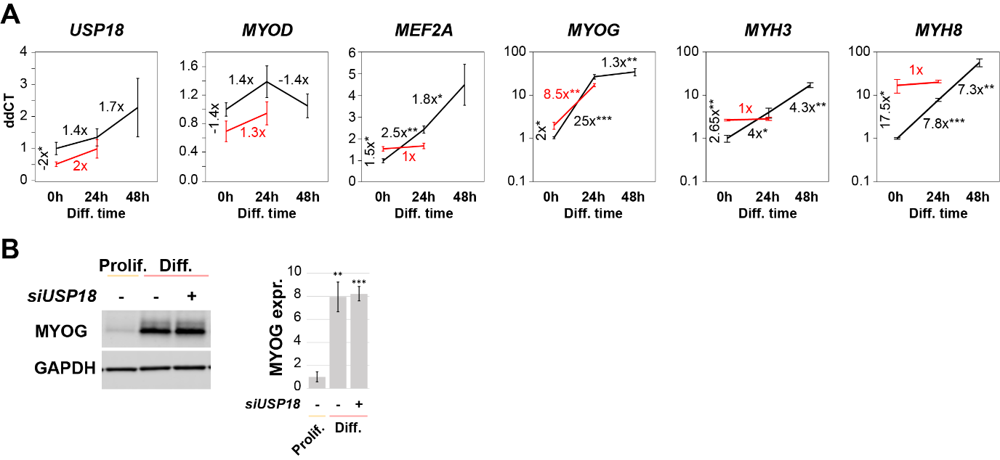 A
USP18
MYOD
MEF2A
MYOG
MYH3
MYH8
ddCT
4
3
2
1
0
-2x*
1.4x
1.7x
2x
0h 24h 48h
Diff. time
1.6
1.2
0.8
0.4
0.0
-1.4x
1.4x
-1.4x
1.3x
0h 24h 48h
Diff. time
6
5
4
3
2
1
0
1.5x*
2.5x**
1.8x*
1x
0h 24h 48h
Diff. time
100
10
1
0.1
2x*
8.5x**
1.3x**
25x***
0h 24h 48h
Diff. time
100
10
1
0.1
2.65x**
1x
4x*
4.3x**
0h 24h 48h
Diff. time
100
10
1
0.1
17.5x*
1x
7.8x***
7.3x**
0h 24h 48h
Diff. time
B
Prolif. Diff.
siUSP18 - - +
MYOG
GAPDH
MYOG expr.
10
8
6
4
2
0
**
***
siUSP18 - - +
Prolif.
Diff.